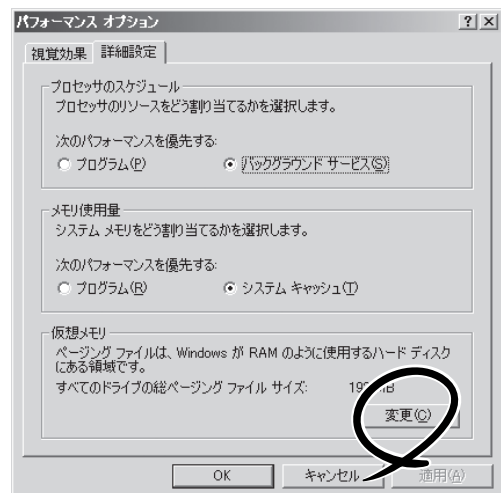 パフォーマンス オプション
視覚効果 詳細設定
プロセッサのスケジュール
プロセッサのリソースをどう割り当てるかを選択します。
次のパフォーマンスを優先する:
プログラム(P) バックグラウンド サービス(S)
メモリ使用量
システム メモリをどう割り当てるかを選択します。
次のパフォーマンスを優先する:
プログラム(R) システム キャッシュ(T)
仮想メモリ
ページング ファイルは、Windows が RAM のように使用するハード ディスク
にある領域です。
すべてのドライブの総ページング ファイル サイズ: MB
変更(C)
OK キャンセル 適用(A)